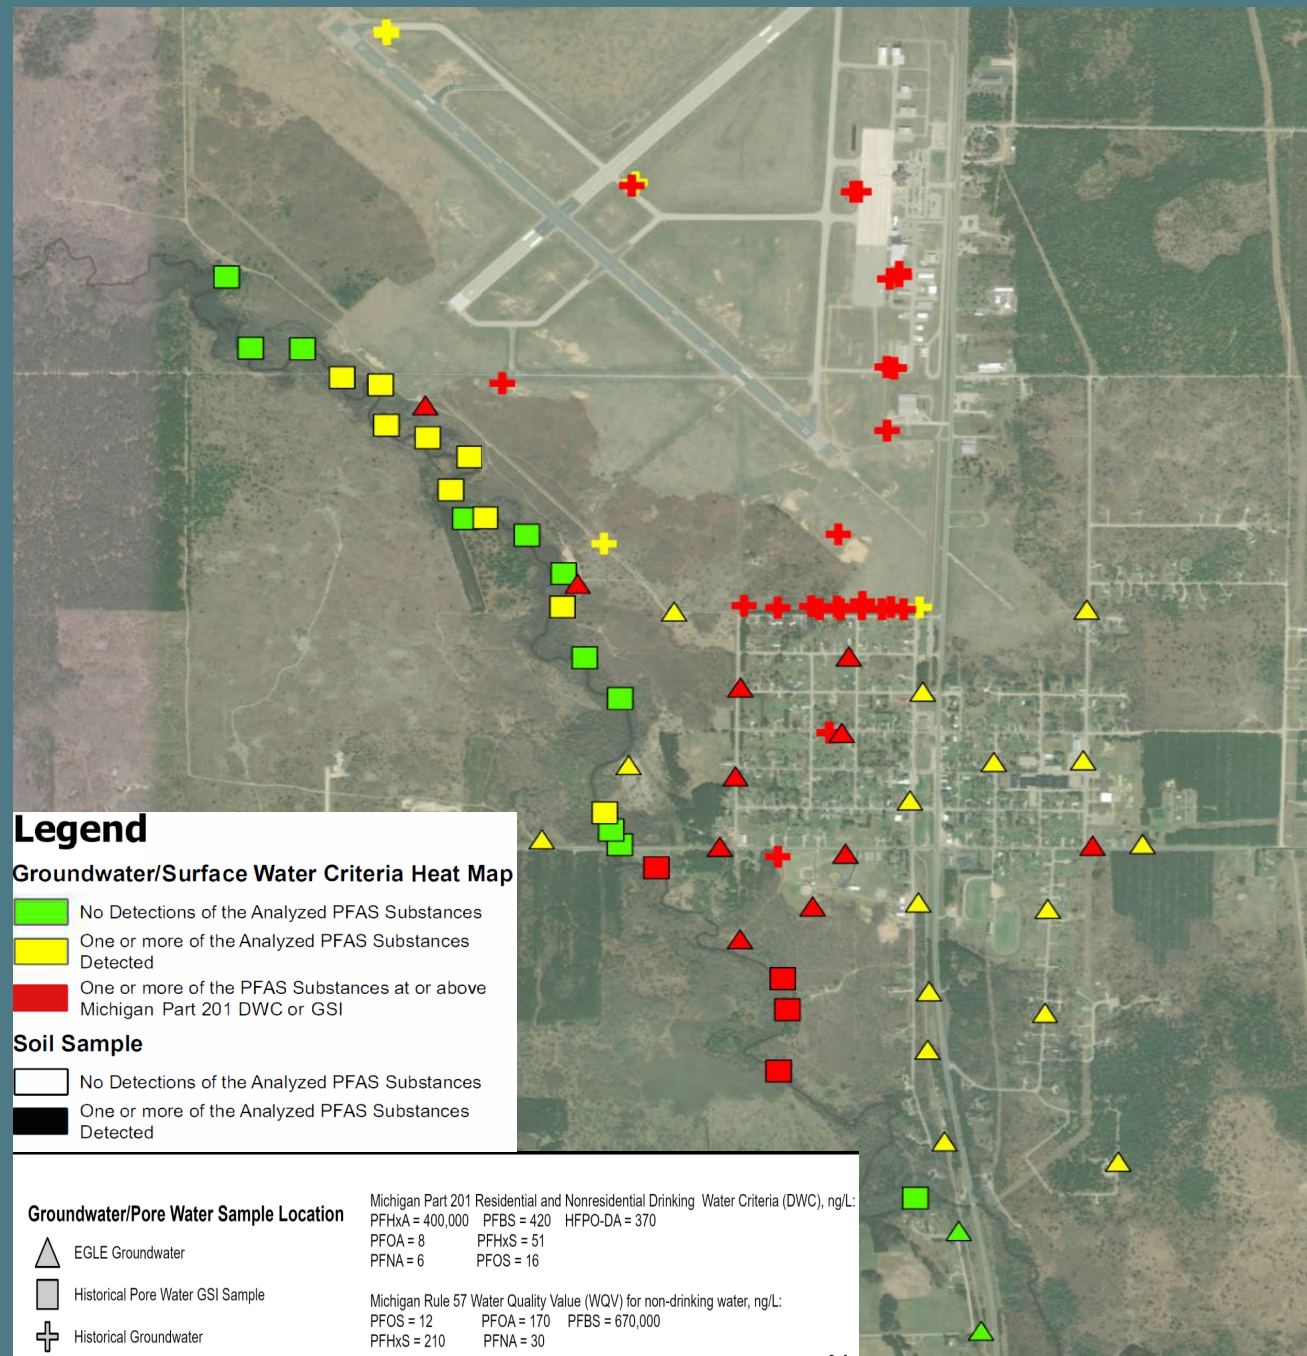 Legend
Groundwater/Surface Water Criteria Heat Map
No Detections of the Analyzed PFAS Substances
One or more of the Analyzed PFAS Substances
Detected
One or more of the PFAS Substances at or above
Michigan Part 201 DWC or GSI
Soil Sample
No Detections of the Analyzed PFAS Substances
One or more of the Analyzed PFAS Substances
Detected
Groundwater/Pore Water Sample Location
EGLE Groundwater
Historical Pore Water GSI Sample
Historical Groundwater
Michigan Part 201 Residential and Nonresidential Drinking Water Criteria (DWC), ng/L:
PFHxA = 400,000 PFBS = 420 HFPO-DA = 370
PFOA = 8 PFHxS = 51
PFNA = 6 PFOS = 16
Michigan Rule 57 Water Quality Value (WQV) for non-drinking water, ng/L:
PFOS = 12 PFOA = 170 PFBS = 670,000
PFHxS = 210 PFNA = 30